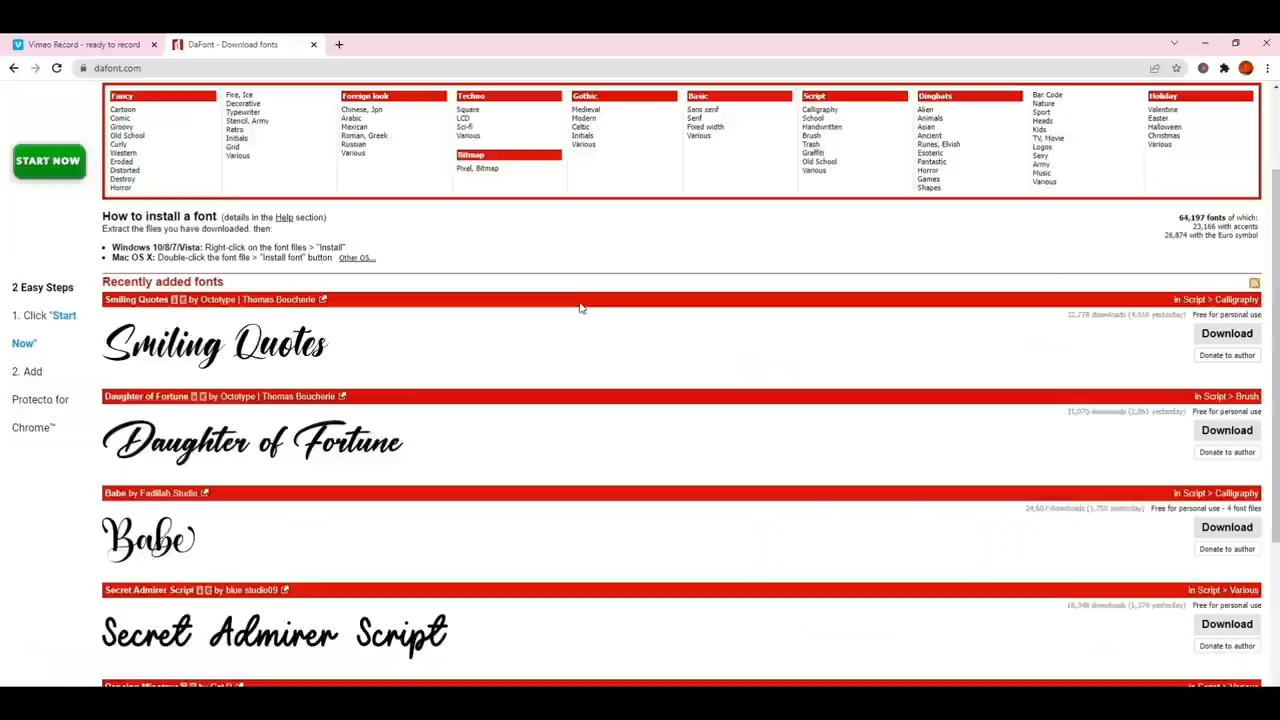 Vimeo Record - ready to record
DaFont - Download fonts
dafont.com
START NOW
2 Easy Steps
1. Click "Start
Now"
2. Add
Protecto for
Chrome™
Fancy
Cartoon
Comic
Groovy
Old School
Curly
Western
Eroded
Distorted
Destroy
Horror
Fire, Ice
Decorative
Typewriter
Stencil, Army
Retro
Initials
Grid
Various
Foreign look
Chinese, Jpn
Arabic
Mexican
Roman, Greek
Russian
Various
Techno
Square
LCD
Sci-fi
Various
Bitmap
Pixel, Bitmap
Gothic
Medieval
Modern
Celtic
Initials
Various
Basic
Sans serif
Serif
Fixed width
Various
Script
Calligraphy
School
Handwritten
Brush
Trash
Graffiti
Old School
Various
Dingbats
Alien
Animals
Asian
Ancient
Runes, Elvish
Esoteric
Fantastic
Horror
Games
Shapes
Bar Code
Nature
Sport
Heads
Kids
TV, Movie
Logos
Sexy
Army
Music
Various
Holiday
Valentine
Easter
Halloween
Christmas
Various
How to install a font (details in the Help section)
Extract the files you have downloaded, then:
Windows 10/8/7/Vista: Right-click on the font files > "Install"
Mac OS X: Double-click the font file > "Install font" button. Other OS...
64,197 fonts of which:
23,166 with accents
26,874 with the Euro symbol
Recently added fonts
Smiling Quotes by Octotype | Thomas Boucherie
in Script > Calligraphy
downloads yesterday) Free for personal use
Smiling Quotes
Download
Donate to author
Daughter of Fortune by Octotype | Thomas Boucherie
in Script > Brush
downloads yesterday) Free for personal use
Daughter of Fortune
Download
Donate to author
Babe by Fadillah Studio
in Script > Calligraphy
downloads yesterday) Free for personal use - 4 font files
Babe
Download
Donate to author
Secret Admirer Script by blue studio09
in Script > Various
downloads yesterday) Free for personal use
Secret Admirer Script
Download
Donate to author